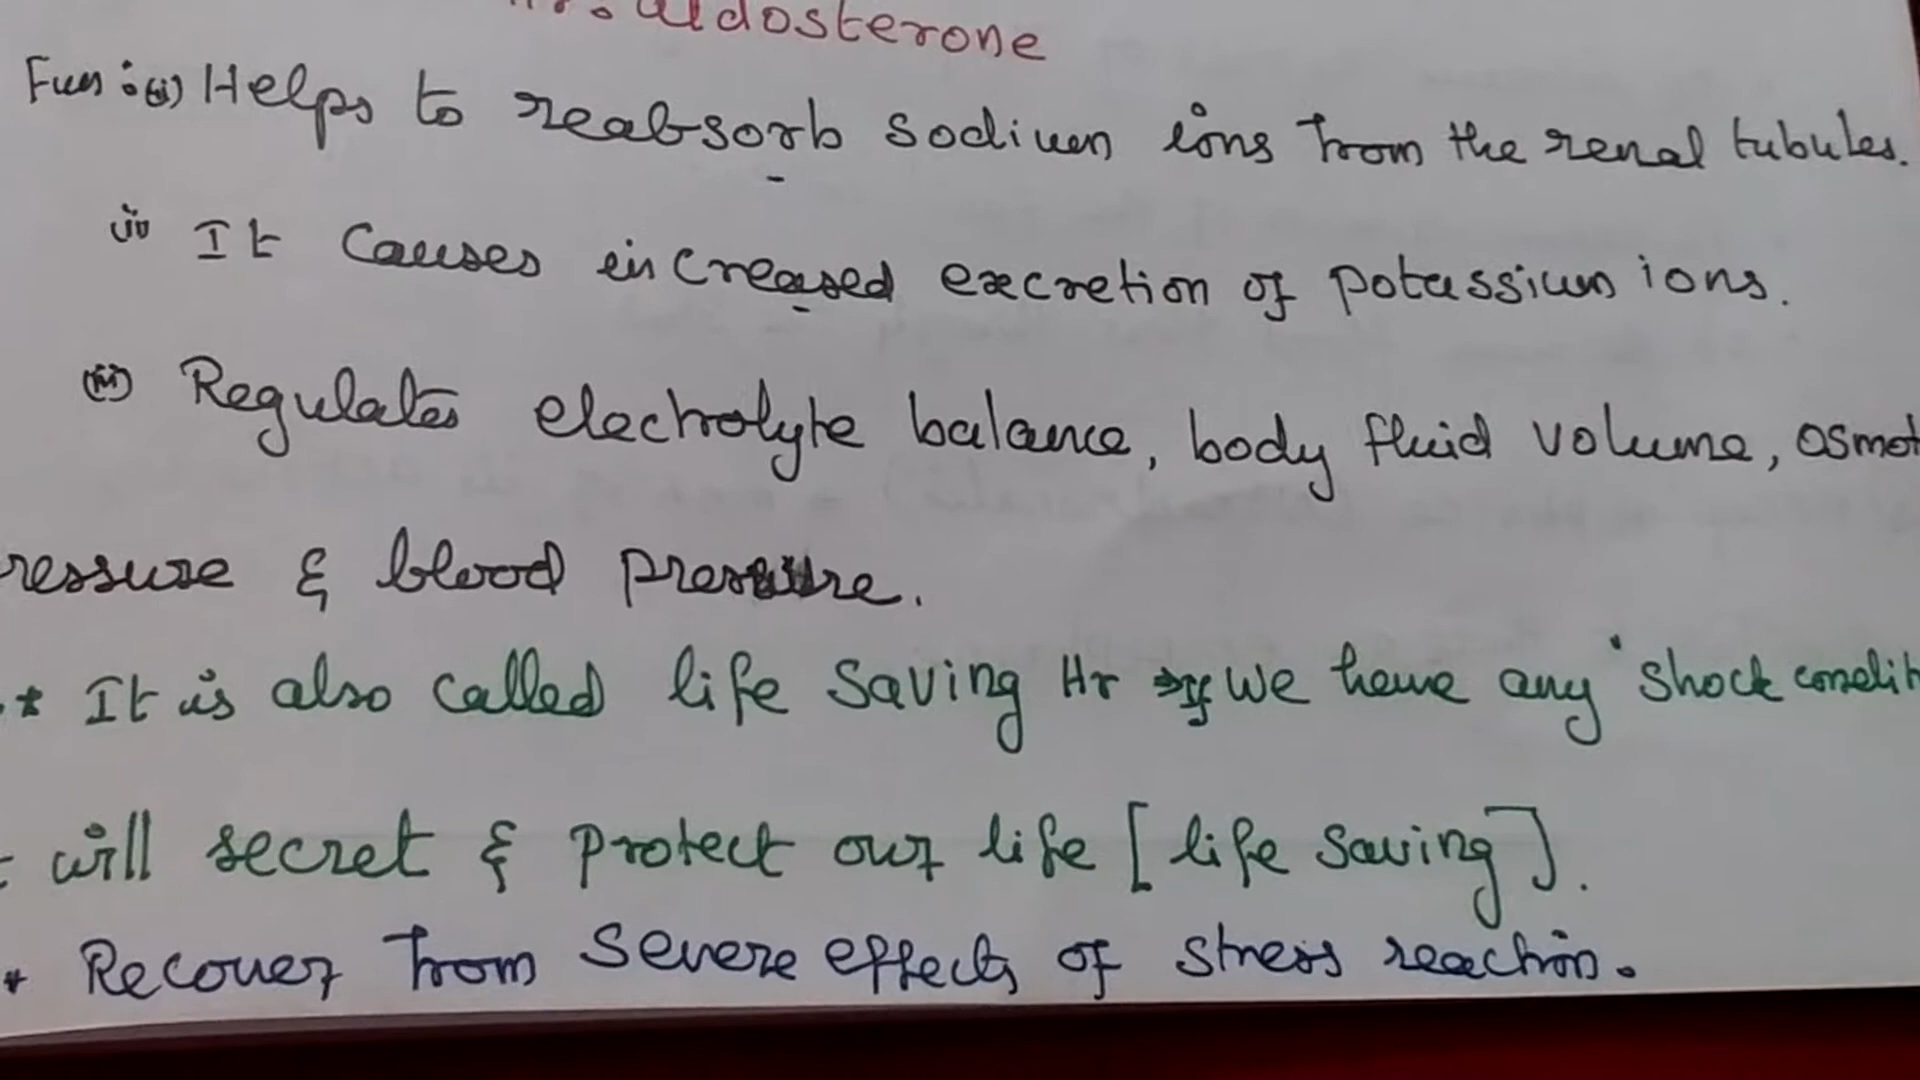 aldosterone
Fun :(i) Helps to reabsorb sodium ions from the renal tubules.
ii) It causes increased excretion of potassium ions.
(iii) Regulates electrolyte balance, body fluid volume, osmot
ressure & blood pressure.
* It is also called life saving Hr → If we have any shock condit
will secret & protect our life [life saving].
* Recover from severe effects of stress reaction.